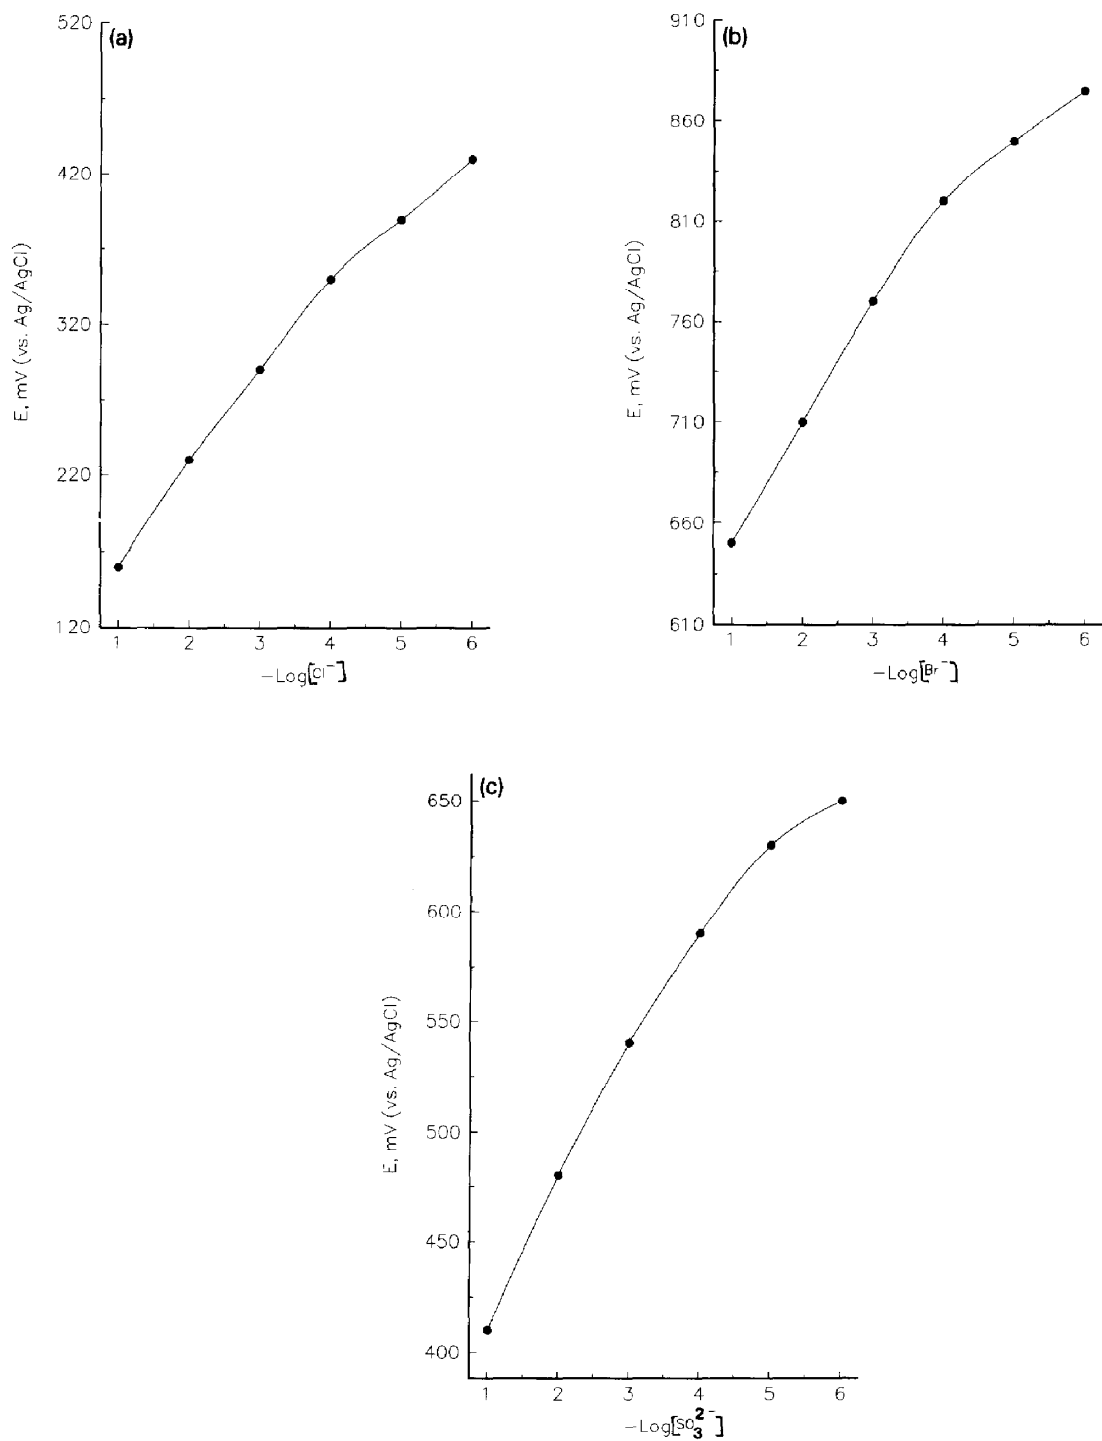 (a)
520
420
320
220
120
E, mV (vs. Ag/AgCl)
1 2 3 4 5 6
−Log[Cl⁻]
(b)
910
860
810
760
710
660
610
E, mV (vs. Ag/AgCl)
1 2 3 4 5 6
−Log[Br⁻]
(c)
650
600
550
500
450
400
E, mV (vs. Ag/AgCl)
1 2 3 4 5 6
−Log[SO₃²⁻]